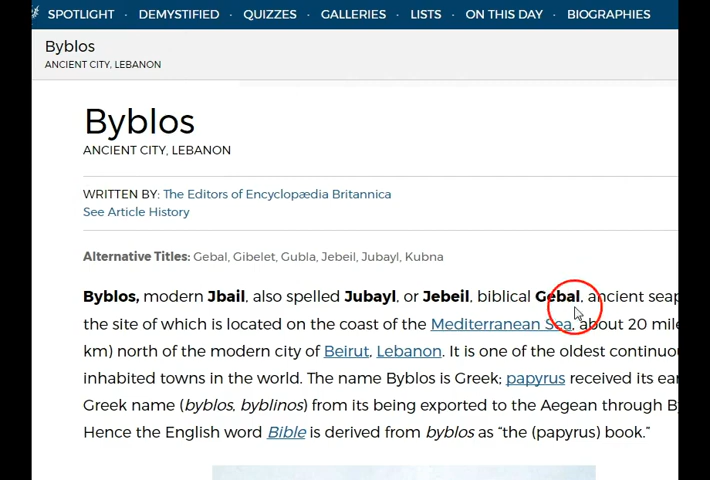 SPOTLIGHT · DEMYSTIFIED · QUIZZES · GALLERIES · LISTS · ON THIS DAY · BIOGRAPHIES
Byblos
ANCIENT CITY, LEBANON
Byblos
ANCIENT CITY, LEBANON
WRITTEN BY: The Editors of Encyclopædia Britannica
See Article History
Alternative Titles: Gebal, Gibelet, Gubla, Jebeil, Jubayl, Kubna
Byblos, modern Jbail, also spelled Jubayl, or Jebeil, biblical Gebal, ancient
the site of which is located on the coast of the Mediterranean Sea, about 20
km) north of the modern city of Beirut, Lebanon. It is one of the oldest
inhabited towns in the world. The name Byblos is Greek; papyrus received its
Greek name (byblos, byblinos) from its being exported to the Aegean through
Hence the English word Bible is derived from byblos as “the (papyrus) book.”